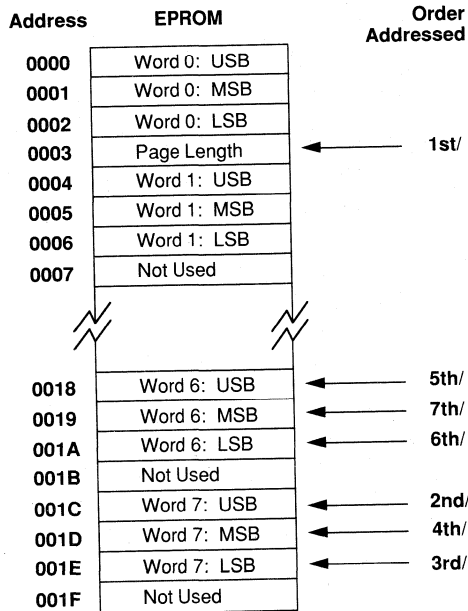 Address EPROM Order Addressed
0000 Word 0: USB
0001 Word 0: MSB
0002 Word 0: LSB
0003 Page Length 1st/
0004 Word 1: USB
0005 Word 1: MSB
0006 Word 1: LSB
0007 Not Used
0018 Word 6: USB 5th/
0019 Word 6: MSB 7th/
001A Word 6: LSB 6th/
001B Not Used
001C Word 7: USB 2nd/
001D Word 7: MSB 4th/
001E Word 7: LSB 3rd/
001F Not Used